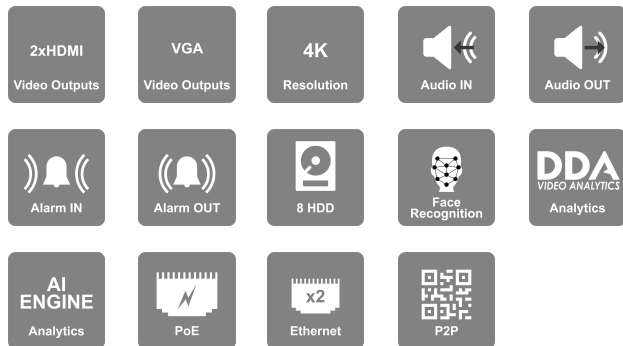 2xHDMI
Video Outputs
VGA
Video Outputs
4K
Resolution
Audio IN
Audio OUT
Alarm IN
Alarm OUT
8 HDD
Face
Recognition
DDA
VIDEO ANALYTICS
Analytics
AI
ENGINE
Analytics
PoE
x2
Ethernet
P2P